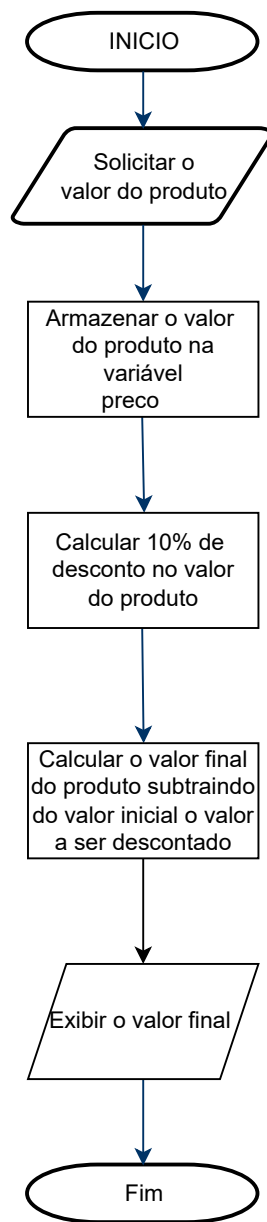 INICIO
Solicitar o
valor do produto
Armazenar o valor
do produto na
variável
preco
Calcular 10% de
desconto no valor
do produto
Calcular o valor final
do produto subtraindo
do valor inicial o valor
a ser descontado
Exibir o valor final
Fim